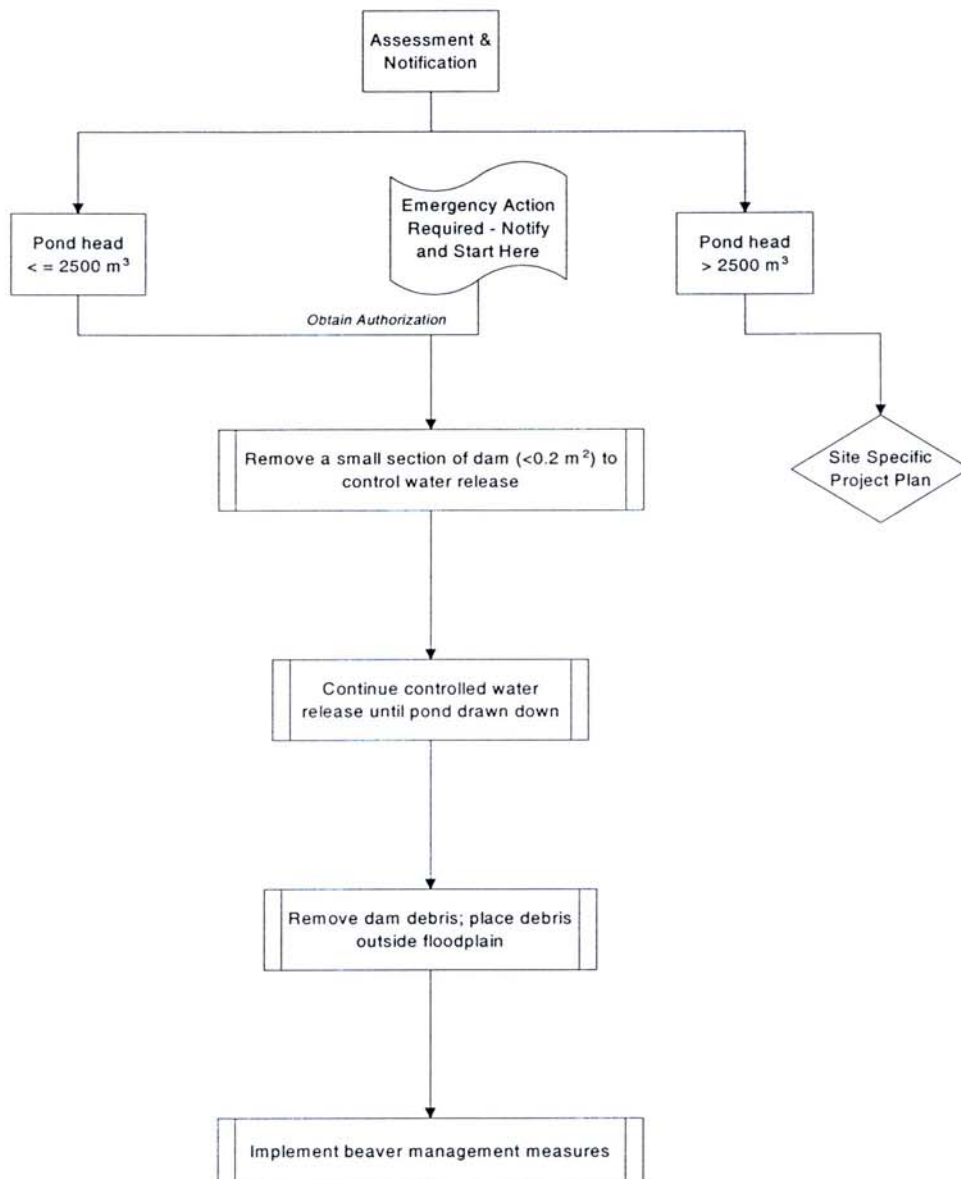 Assessment &
Notification
Emergency Action
Required - Notify
and Start Here
Pond head
< = 2500 m³
Pond head
> 2500 m³
Obtain Authorization
Remove a small section of dam (<0.2 m²) to
control water release
Site Specific
Project Plan
Continue controlled water
release until pond drawn down
Remove dam debris; place debris
outside floodplain
Implement beaver management measures